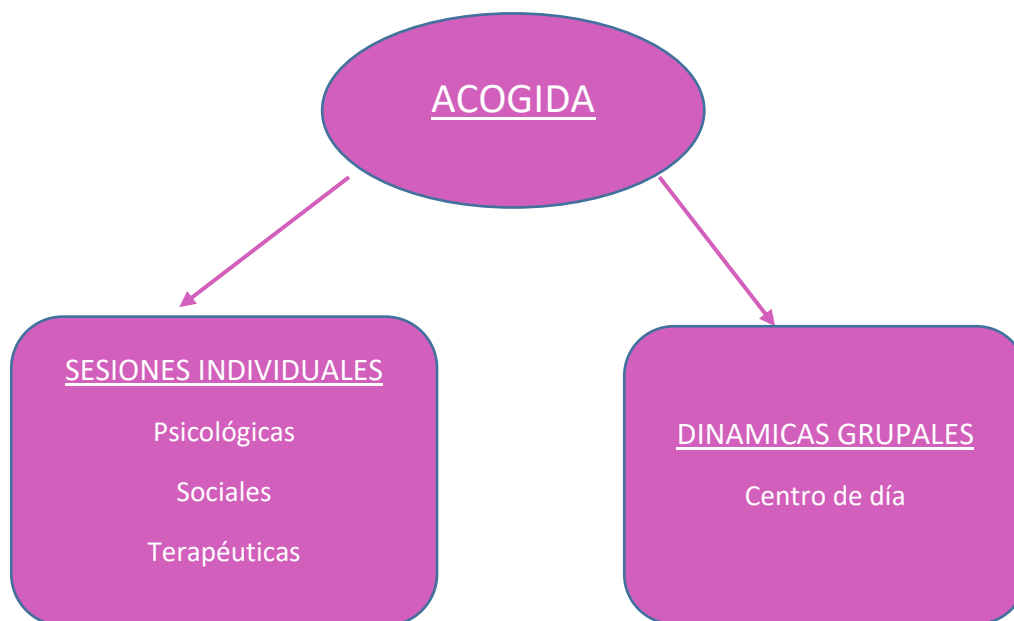 ACOGIDA
SESIONES INDIVIDUALES
Psicológicas
Sociales
Terapéuticas
DINAMICAS GRUPALES
Centro de día